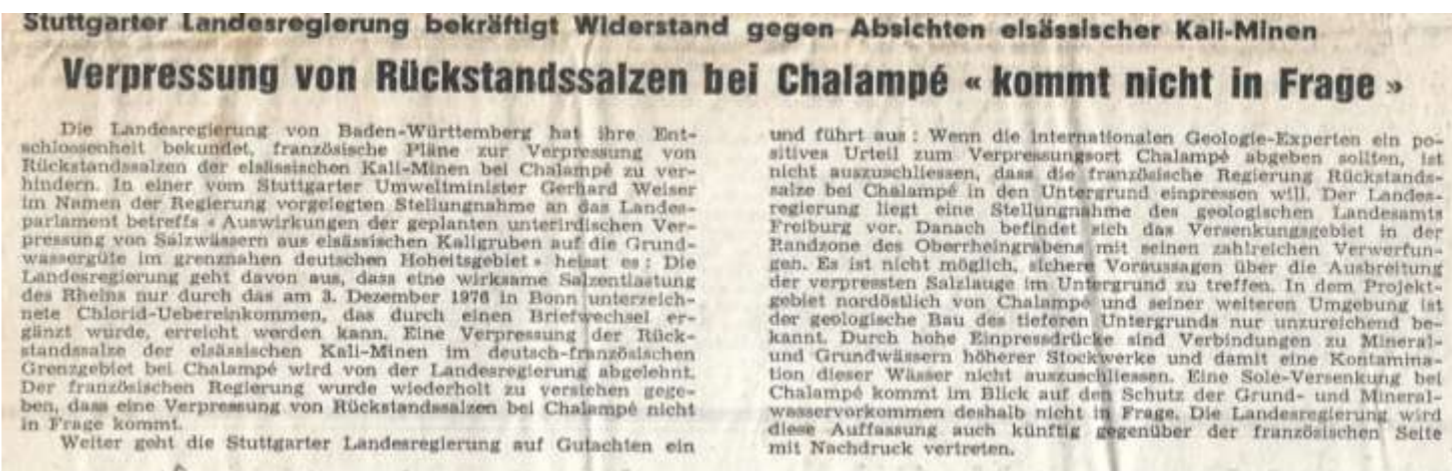 Stuttgarter Landesregierung bekräftigt Widerstand gegen Absichten elsässischer Kali-Minen
Verpressung von Rückstandssalzen bei Chalampé « kommt nicht in Frage »
Die Landesregierung von Baden-Württemberg hat ihre Ent-
schlossenheit bekundet, französische Pläne zur Verpressung von
Rückstandssalzen der elsässischen Kali-Minen bei Chalampé zu ver-
hindern. In einer vom Stuttgarter Umweltminister Gerhard Weiser
im Namen der Regierung vorgelegten Stellungnahme an das Landes-
parlament betreffs « Auswirkungen der geplanten unterirdischen Ver-
pressung von Salzwässern aus elsässischen Kaligruben auf die Grund-
wassergüte im grenznahen deutschen Hoheitsgebiet » heisst es : Die
Landesregierung geht davon aus, dass eine wirksame Salzentlastung
des Rheins nur durch das am 3. Dezember 1976 in Bonn unterzeich-
nete Chlorid-Uebereinkommen, das durch einen Briefwechsel er-
gänzt wurde, erreicht werden kann. Eine Verpressung der Rück-
standssalze der elsässischen Kali-Minen im deutsch-französischen
Grenzgebiet bei Chalampé wird von der Landesregierung abgelehnt.
Der französischen Regierung wurde wiederholt zu verstehen gege-
ben, dass eine Verpressung von Rückstandssalzen bei Chalampé nicht
in Frage kommt.
Weiter geht die Stuttgarter Landesregierung auf Gutachten ein
und führt aus : Wenn die internationalen Geologie-Experten ein po-
sitives Urteil zum Verpressungsort Chalampé abgeben sollten, ist
nicht auszuschliessen, dass die französische Regierung Rückstands-
salze bei Chalampé in den Untergrund einpressen will. Der Landes-
regierung liegt eine Stellungnahme des geologischen Landesamts
Freiburg vor. Danach befindet sich das Versenkungsgebiet in der
Randzone des Oberrheingrabens mit seinen zahlreichen Verwerfun-
gen. Es ist nicht möglich, sichere Voraussagen über die Ausbreitung
der verpressten Salzlauge im Untergrund zu treffen. In dem Projekt-
gebiet nordöstlich von Chalampé und seiner weiteren Umgebung ist
der geologische Bau des tieferen Untergrunds nur unzureichend be-
kannt. Durch hohe Einpressdrücke sind Verbindungen zu Mineral-
und Grundwässern höherer Stockwerke und damit eine Kontamina-
tion dieser Wässer nicht auszuschliessen. Eine Sole-Versenkung bei
Chalampé kommt im Blick auf den Schutz der Grund- und Mineral-
wasservorkommen deshalb nicht in Frage. Die Landesregierung wird
diese Auffassung auch künftig gegenüber der französischen Seite
mit Nachdruck vertreten.